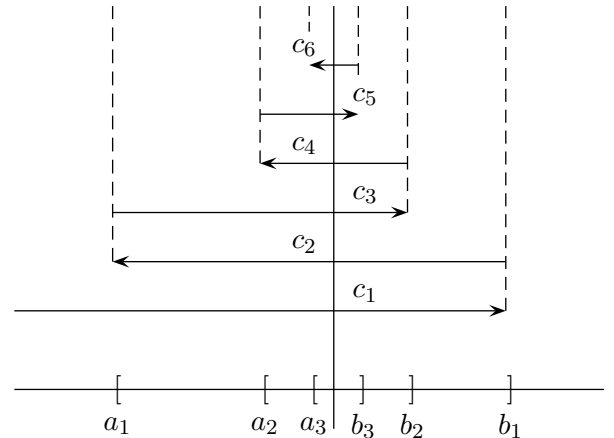 c₆
c₅
c₄
c₃
c₂
c₁
[ [ [ ] ] ]
a₁ a₂ a₃ b₃ b₂ b₁